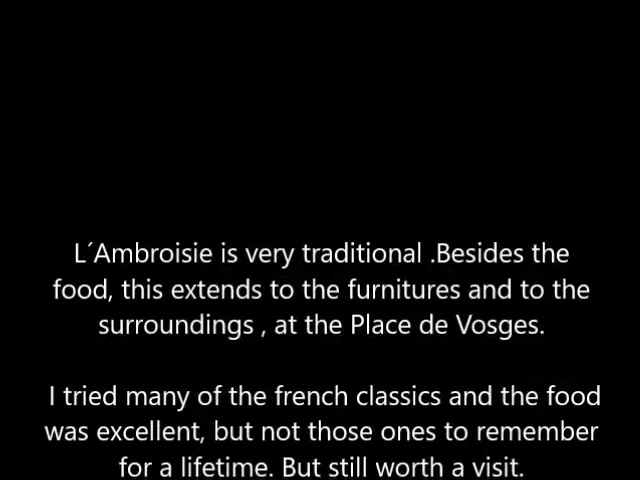 L´Ambroisie is very traditional .Besides the
food, this extends to the furnitures and to the
surroundings , at the Place de Vosges.
I tried many of the french classics and the food
was excellent, but not those ones to remember
for a lifetime. But still worth a visit.